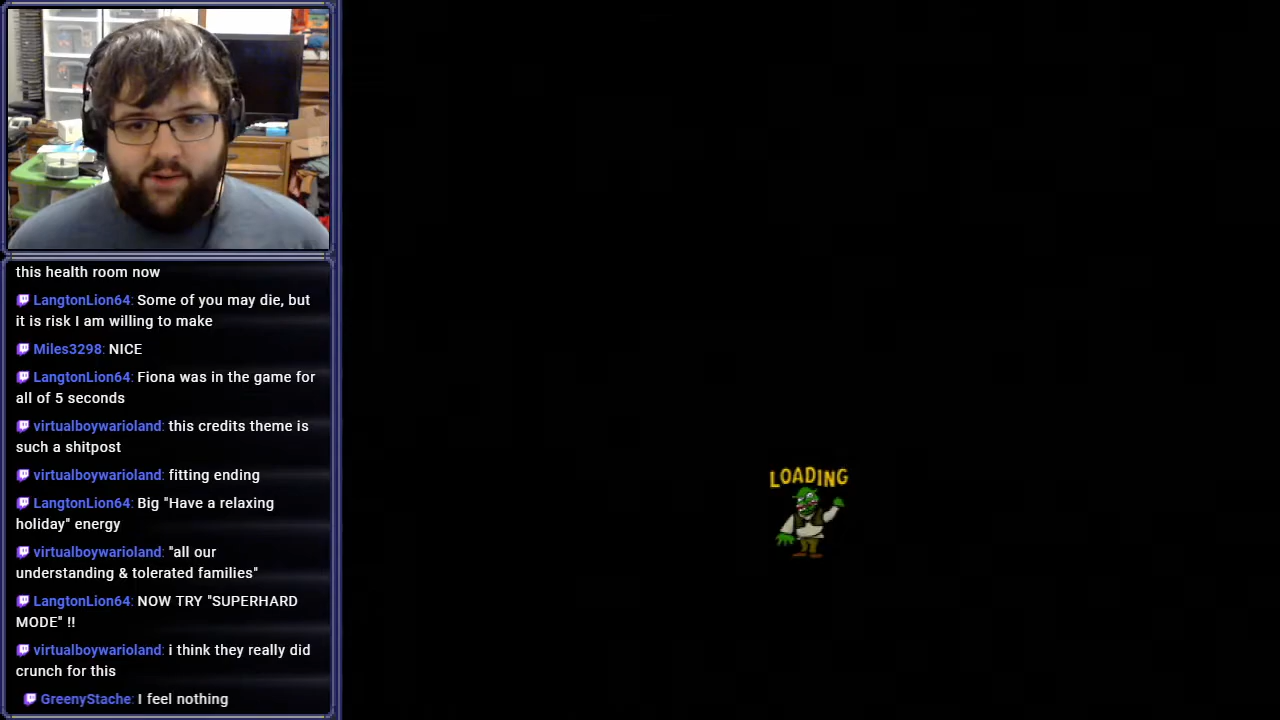 this health room now
LangtonLion64: Some of you may die, but
it is risk I am willing to make
Miles3298: NICE
LangtonLion64: Fiona was in the game for
all of 5 seconds
virtualboywarioland: this credits theme is
such a shitpost
virtualboywarioland: fitting ending
LangtonLion64: Big "Have a relaxing
holiday" energy
virtualboywarioland: "all our
understanding & tolerated families"
LangtonLion64: NOW TRY "SUPERHARD
MODE" !!
virtualboywarioland: i think they really did
crunch for this
GreenyStache: I feel nothing
LOADING